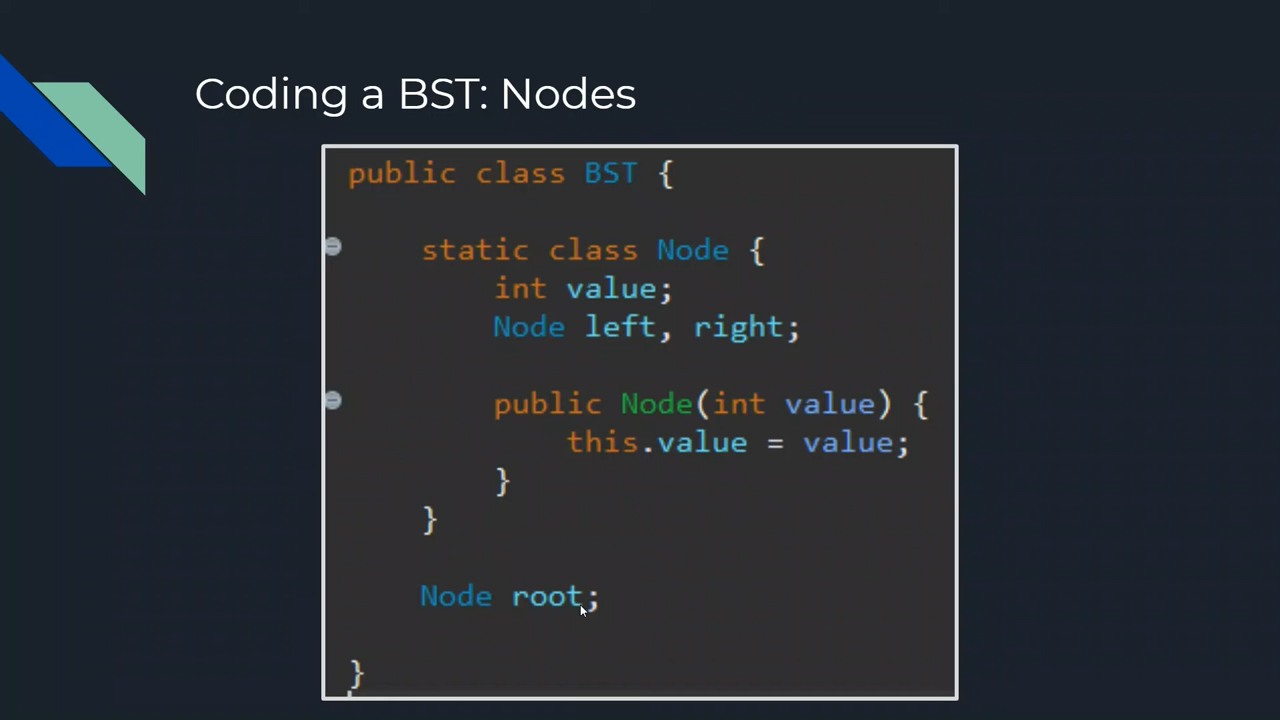 Coding a BST: Nodes
public class BST {
static class Node {
int value;
Node left, right;
public Node(int value) {
this.value = value;
}
}
Node root;
}